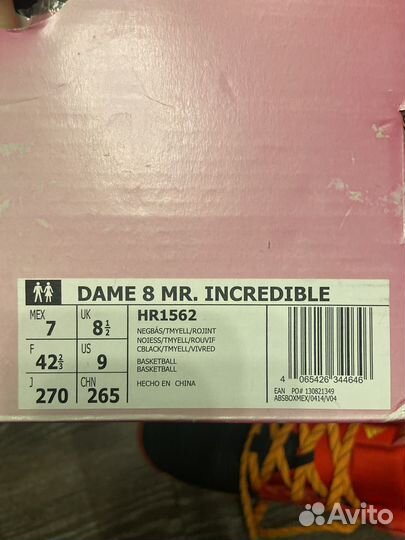 DAME 8 MR. INCREDIBLE
MEX 7 UK 8½
F 42⅔ US 9
J 270 CHN 265
HR1562
NEGBÁS/TMYELL/ROJINT
NOIESS/TMYELL/ROUVIF
CBLACK/TMYELL/VIVRED
BASKETBALL
BASKETBALL
HECHO EN CHINA
4 065426 344646
EAN PO# 130821349
ABSBOXMEX/0414/V04
Avito